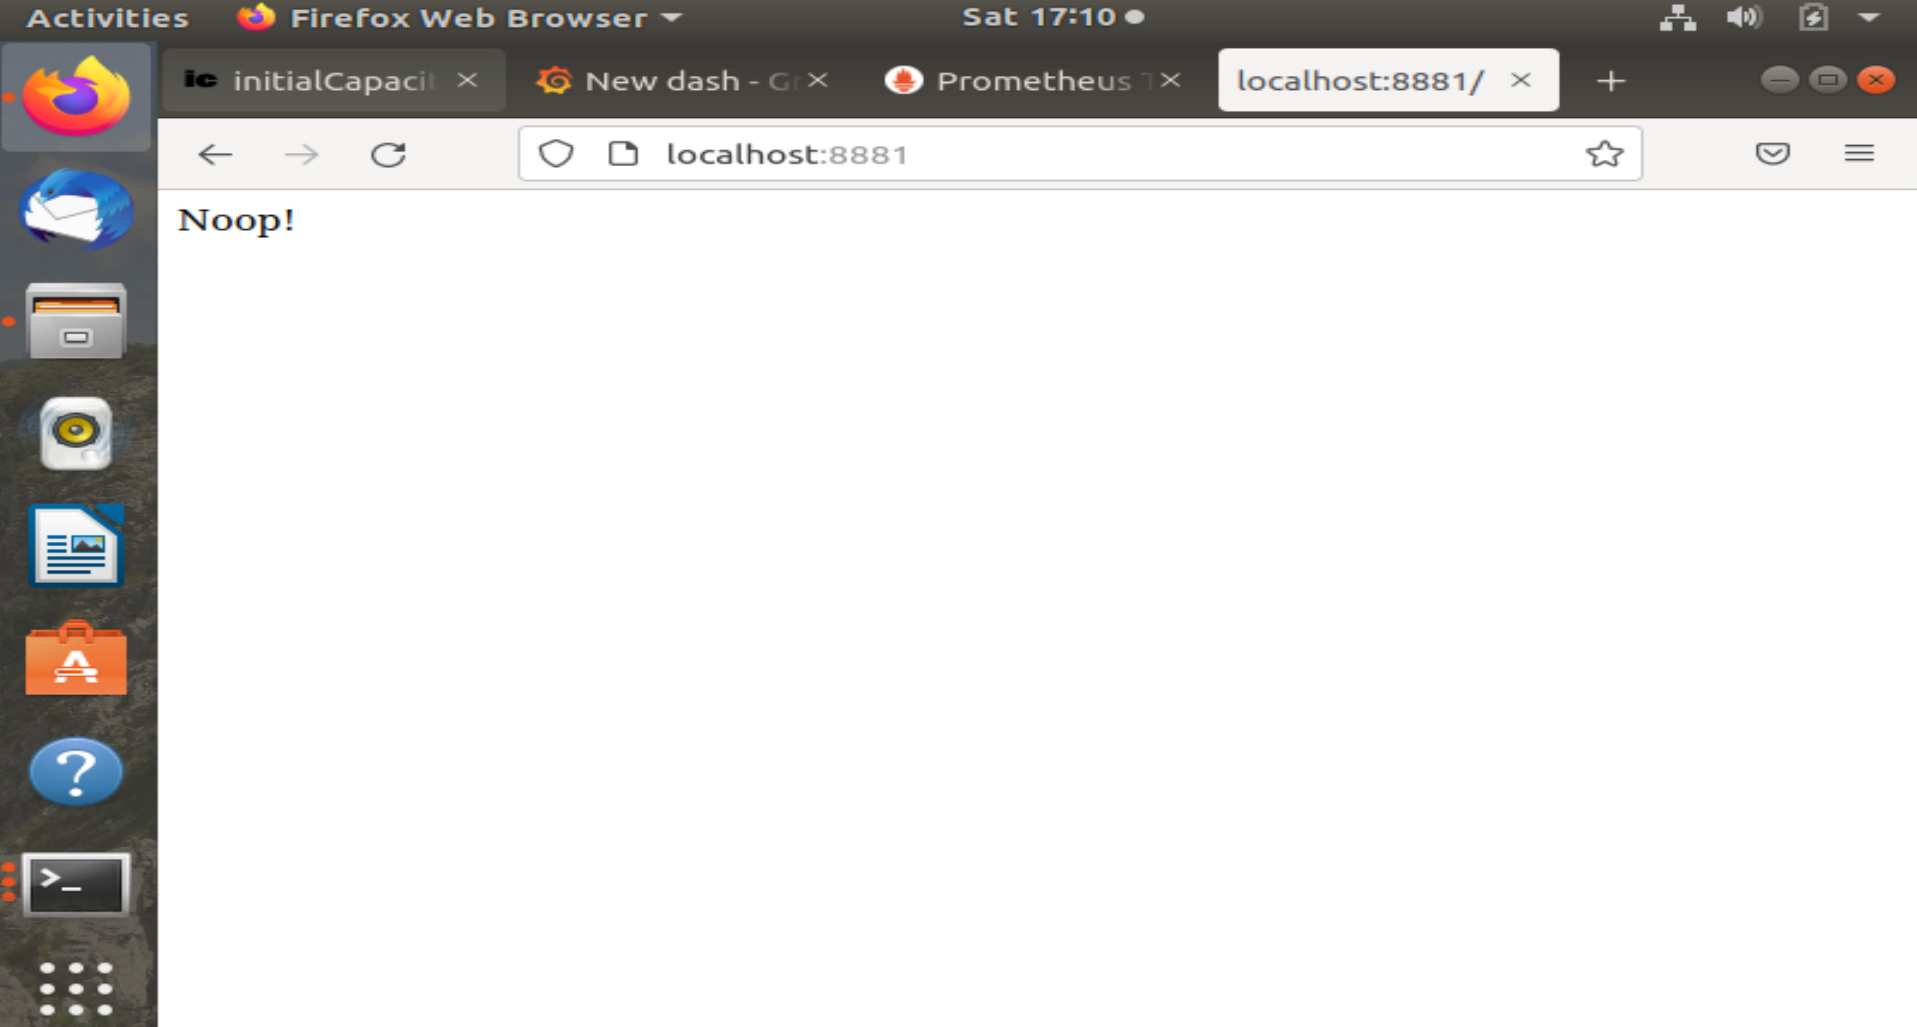 Activities Firefox Web Browser Sat 17:10
ic initialCapacit New dash - Gr Prometheus T localhost:8881/
localhost:8881
Noop!